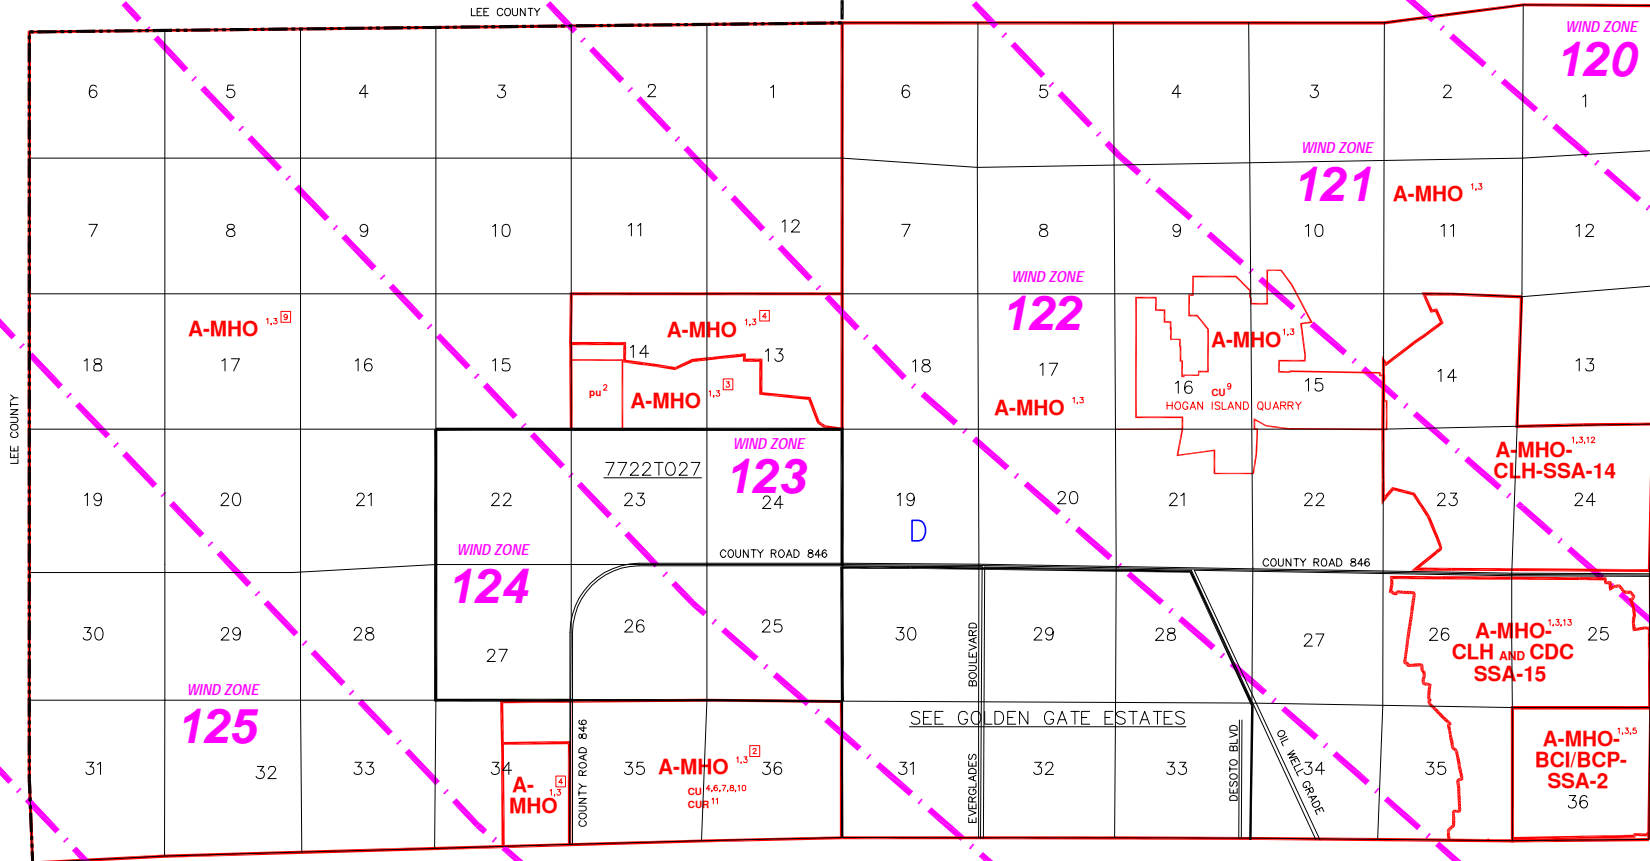 LEE COUNTY
WIND ZONE
120
6 5 4 3 2 1 6 5 4 3 2 1
WIND ZONE
121
A-MHO 1,3
7 8 9 10 11 12 7 8 9 10 11 12
WIND ZONE
122
A-MHO 1,3 9
A-MHO 1,3 4
A-MHO 1,3
18 17 16 15 14 13 18 17 16 15 14 13
pu 2
A-MHO 1,3 3
A-MHO 1,3
CU 9
HOGAN ISLAND QUARRY
LEE COUNTY
WIND ZONE
123
7722T027
A-MHO- 1,3,12
CLH-SSA-14
19 20 21 22 23 24 19 20 21 22 23 24
D
WIND ZONE
124
COUNTY ROAD 846
COUNTY ROAD 846
30 29 28 27 26 25 30 29 28 27 26 25
BOULEVARD
A-MHO- 1,3,13
CLH AND CDC
SSA-15
WIND ZONE
125
SEE GOLDEN GATE ESTATES
31 32 33 34 35 36 31 32 33 34 35 36
A-
MHO 1,3 4
COUNTY ROAD 846
A-MHO 1,3 2
CU 4,6,7,8,10
CUR 11
EVERGLADES
DESOTO BLVD
OIL WELL GRADE
A-MHO- 1,3,5
BCI/BCP-
SSA-2